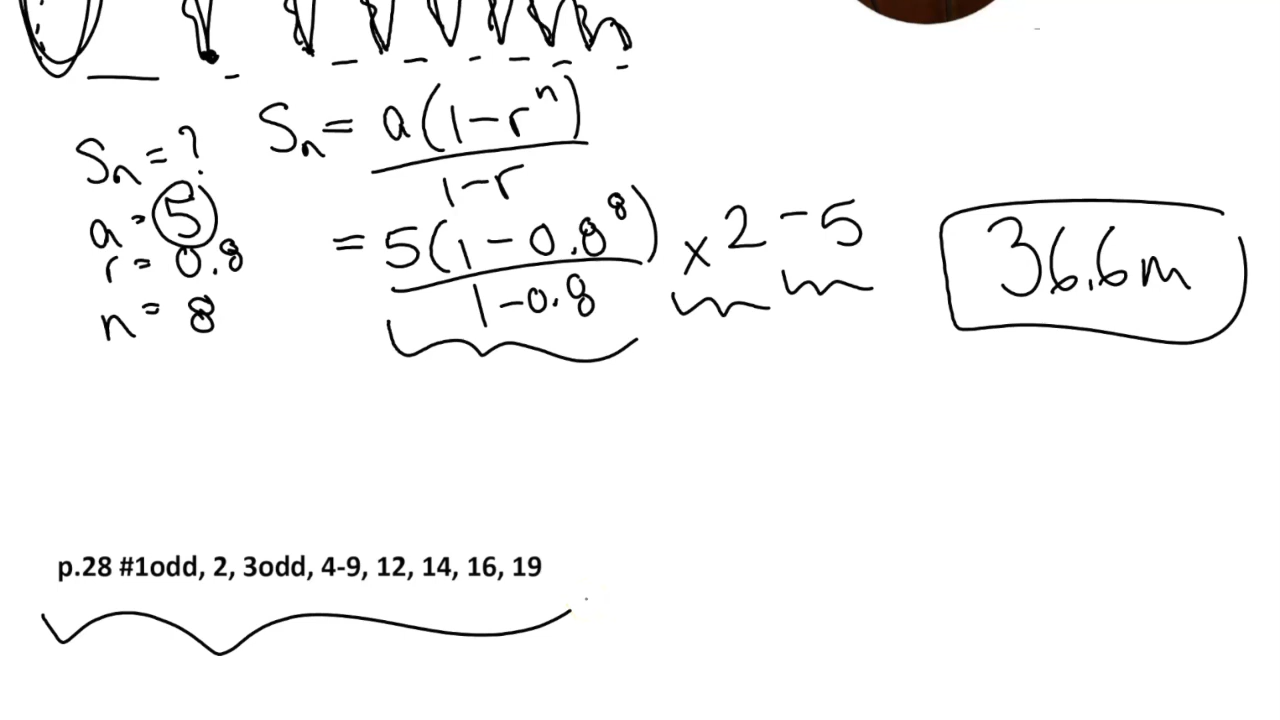 Sn = ?
a = 5
r = 0.8
n = 8
Sn = a(1-r^n)
1-r
= 5(1-0.8^8) x 2 - 5
1-0.8
36.6m
p.28 #1odd, 2, 3odd, 4-9, 12, 14, 16, 19